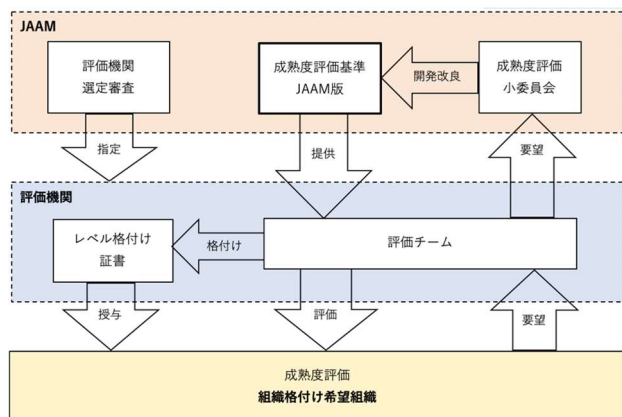 JAAM
評価機関
選定審査
成熟度評価基準
JAAM版
開発改良
成熟度評価
小委員会
指定
提供
要望
評価機関
レベル格付け
証書
格付け
評価チーム
授与
評価
要望
成熟度評価
組織格付け希望組織